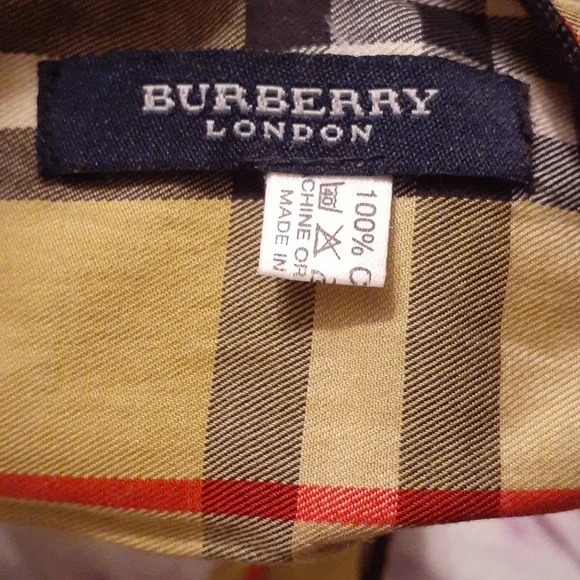 BURBERRY
LONDON
100% C
40
CHINE OR
MADE IN